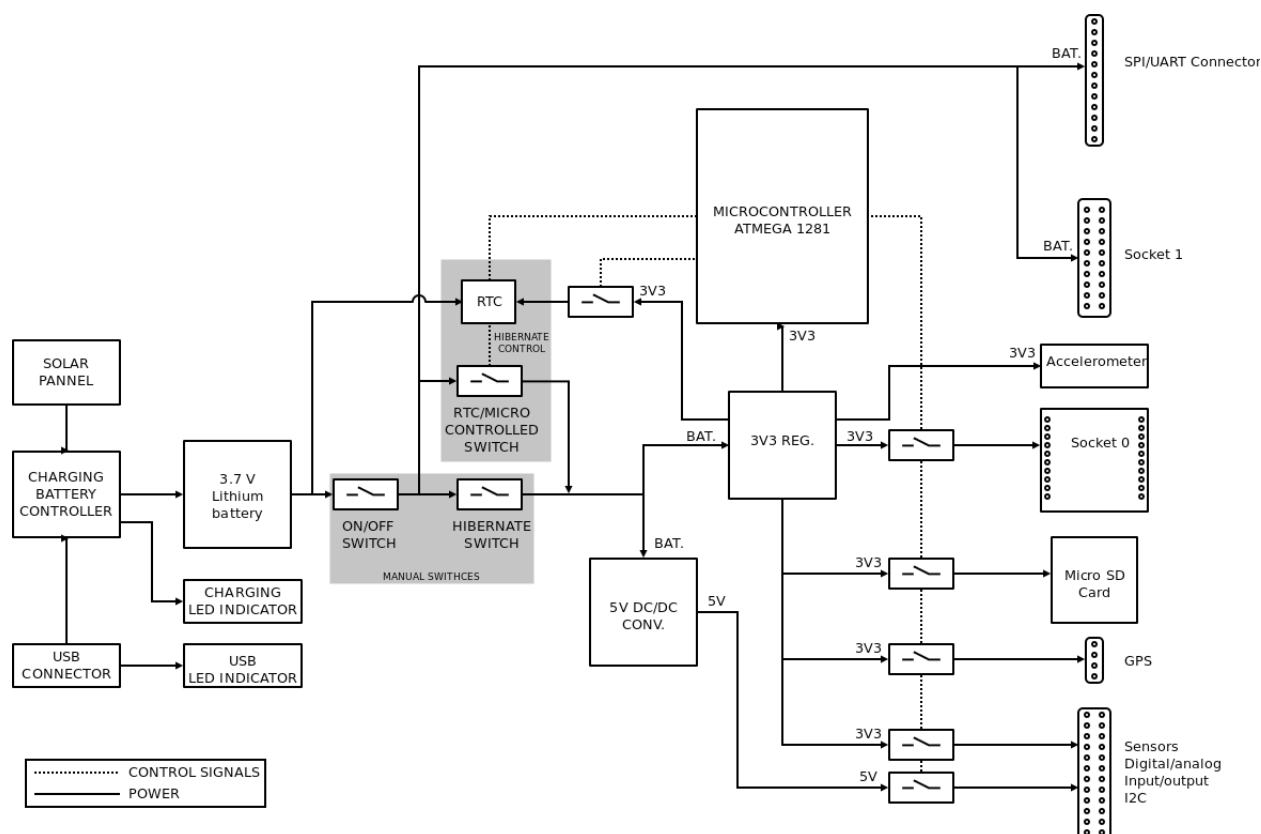 BAT.
SPI/UART Connector
MICROCONTROLLER
ATMEGA 1281
BAT.
Socket 1
RTC
3V3
HIBERNATE
CONTROL
3V3
3V3
Accelerometer
SOLAR
PANNEL
RTC/MICRO
CONTROLLED
SWITCH
BAT.
3V3 REG.
3V3
Socket 0
CHARGING
BATTERY
CONTROLLER
3.7 V
Lithium
battery
ON/OFF
SWITCH
HIBERNATE
SWITCH
MANUAL SWITHCES
BAT.
5V DC/DC
CONV.
5V
3V3
Micro SD
Card
CHARGING
LED INDICATOR
USB
CONNECTOR
USB
LED INDICATOR
3V3
GPS
3V3
5V
Sensors
Digital/analog
Input/output
I2C
CONTROL SIGNALS
POWER